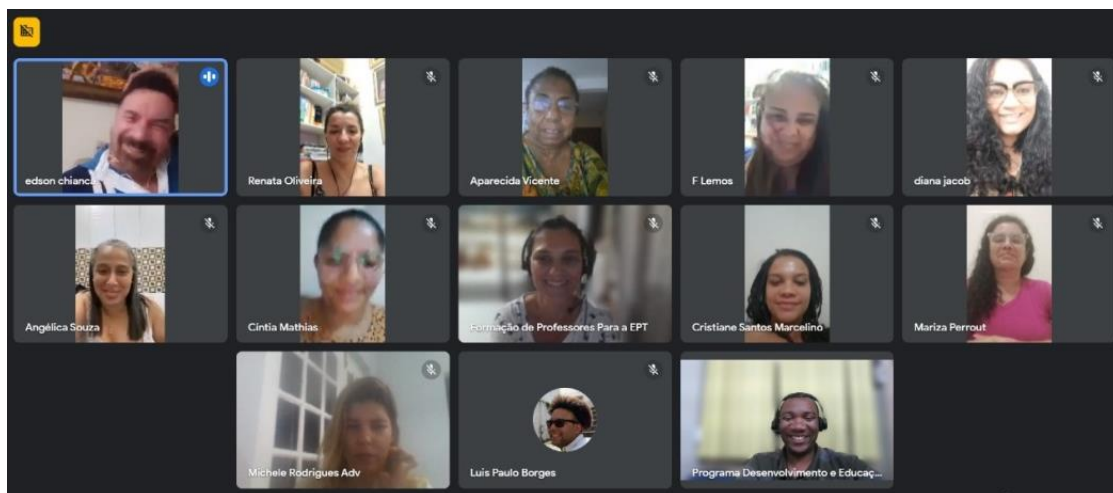 edson chianca
Renata Oliveira
Aparecida Vicente
F Lemos
diana jacob
Angélica Souza
Cíntia Mathias
Formação de Professores Para a EPT
Cristiane Santos Marcelino
Mariza Perrout
Michele Rodrigues Adv
Luis Paulo Borges
Programa Desenvolvimento e Educaç...